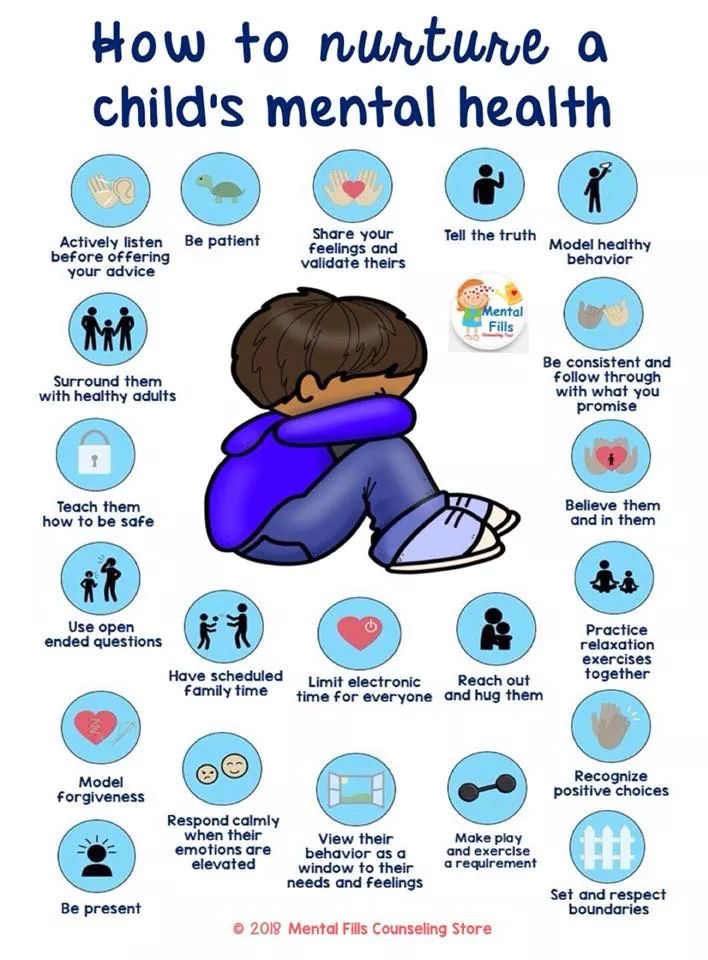 How to nurture a
child's mental health
Actively listen
before offering
your advice
Be patient
Share your
feelings and
validate theirs
Tell the truth
Model healthy
behavior
Surround them
with healthy adults
Mental
Fills
Counseling Tool
Be consistent and
follow through
with what you
promise
Teach them
how to be safe
Believe them
and in them
Use open
ended questions
Have scheduled
family time
Limit electronic
time for everyone
Reach out
and hug them
Practice
relaxation
exercises
together
Model
forgiveness
Respond calmly
when their
emotions are
elevated
View their
behavior as a
window to their
needs and feelings
Make play
and exercise
a requirement
Recognize
positive choices
Be present
Set and respect
boundaries
© 2018 Mental Fills Counseling Store